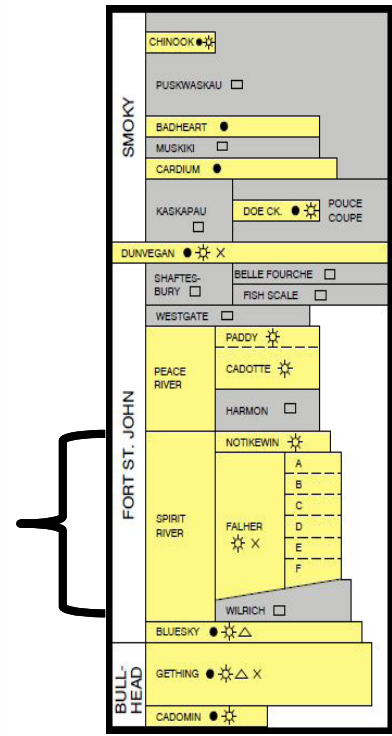 SMOKY
CHINOOK
PUSKWASKAU
BADHEART
MUSKIKI
CARDIUM
KASKAPAU
DOE CK.
POUCE
COUPE
DUNVEGAN X
FORT ST. JOHN
SHAFTES-
BURY
BELLE FOURCHE
FISH SCALE
WESTGATE
PEACE
RIVER
PADDY
CADOTTE
HARMON
SPIRIT
RIVER
NOTIKEWIN
FALHER
X
A
B
C
D
E
F
WILRICH
BLUESKY
BULL-
HEAD
GETHING X
CADOMIN